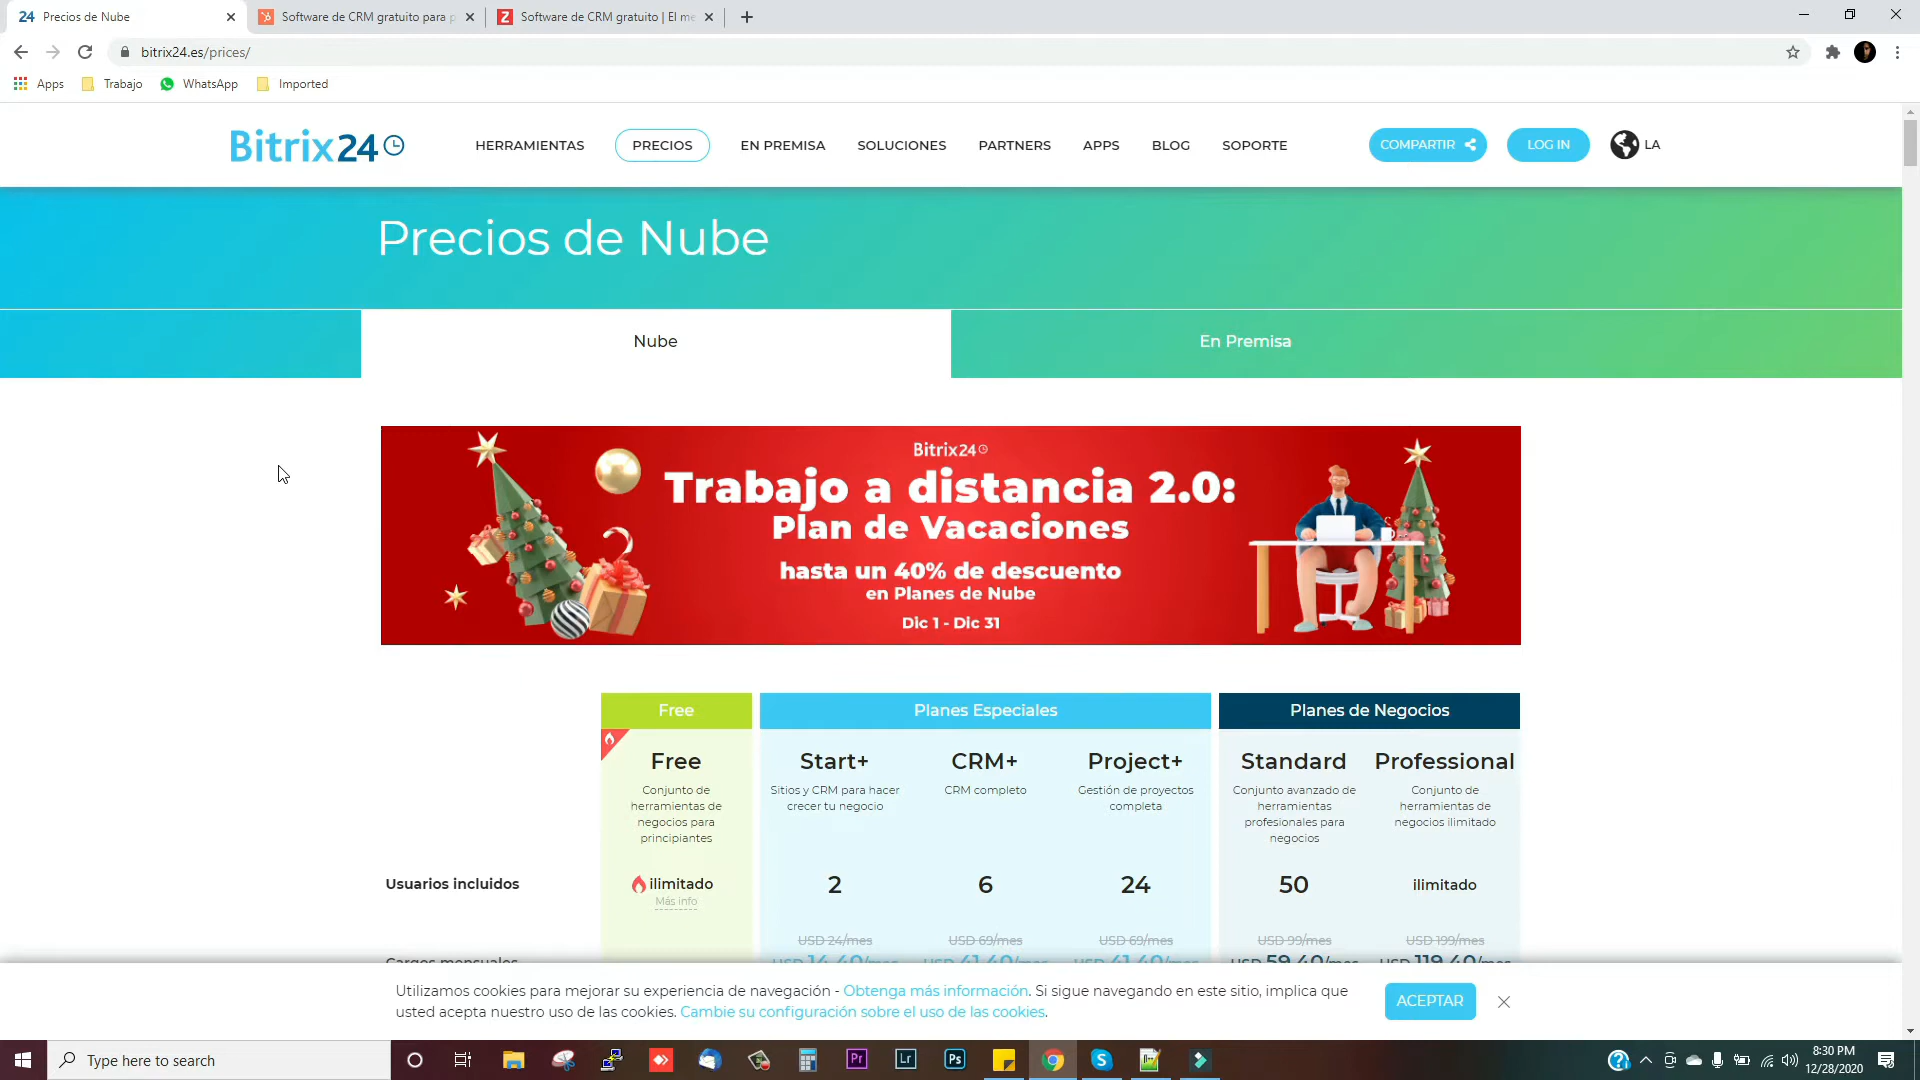 24 Precios de Nube
Software de CRM gratuito para p
Software de CRM gratuito | El me
bitrix24.es/prices/
Apps Trabajo WhatsApp Imported
Bitrix24
HERRAMIENTAS PRECIOS EN PREMISA SOLUCIONES PARTNERS APPS BLOG SOPORTE COMPARTIR LOG IN LA
Precios de Nube
Nube En Premisa
Bitrix24
Trabajo a distancia 2.0:
Plan de Vacaciones
hasta un 40% de descuento
en Planes de Nube
Dic 1 - Dic 31
Free Planes Especiales Planes de Negocios
Free Start+ CRM+ Project+ Standard Professional
Conjunto de
herramientas de
negocios para
principiantes
Sitios y CRM para hacer
crecer tu negocio
CRM completo
Gestión de proyectos
completa
Conjunto avanzado de
herramientas
profesionales para
negocios
Conjunto de
herramientas de
negocios ilimitado
Usuarios incluidos ilimitado 2 6 24 50 ilimitado
Más info
USD 24/mes USD 69/mes USD 69/mes USD 99/mes USD 199/mes
Cargos mensuales USD 14.40/mes USD 41.40/mes USD 41.40/mes USD 59.40/mes USD 119.40/mes
Utilizamos cookies para mejorar su experiencia de navegación - Obtenga más información. Si sigue navegando en este sitio, implica que
usted acepta nuestro uso de las cookies. Cambie su configuración sobre el uso de las cookies.
ACEPTAR
Type here to search
Pr Lr Ps
8:30 PM
12/28/2020